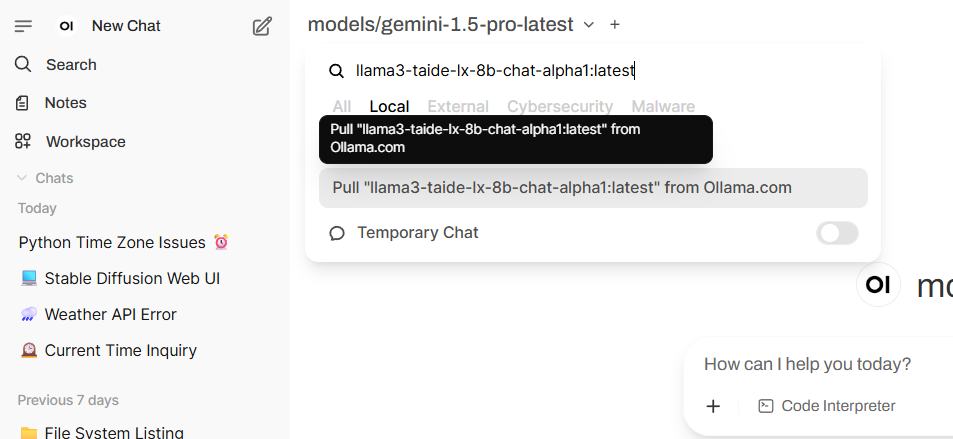 OI New Chat
Search
Notes
Workspace
Chats
Today
Python Time Zone Issues ⏰
💻 Stable Diffusion Web UI
⛈️ Weather API Error
🕰️ Current Time Inquiry
Previous 7 days
📁 File System Listing
models/gemini-1.5-pro-latest
llama3-taide-lx-8b-chat-alpha1:latest
All Local External Cybersecurity Malware
Pull "llama3-taide-lx-8b-chat-alpha1:latest" from
Ollama.com
Pull "llama3-taide-lx-8b-chat-alpha1:latest" from Ollama.com
Temporary Chat
OI mo
How can I help you today?
Code Interpreter